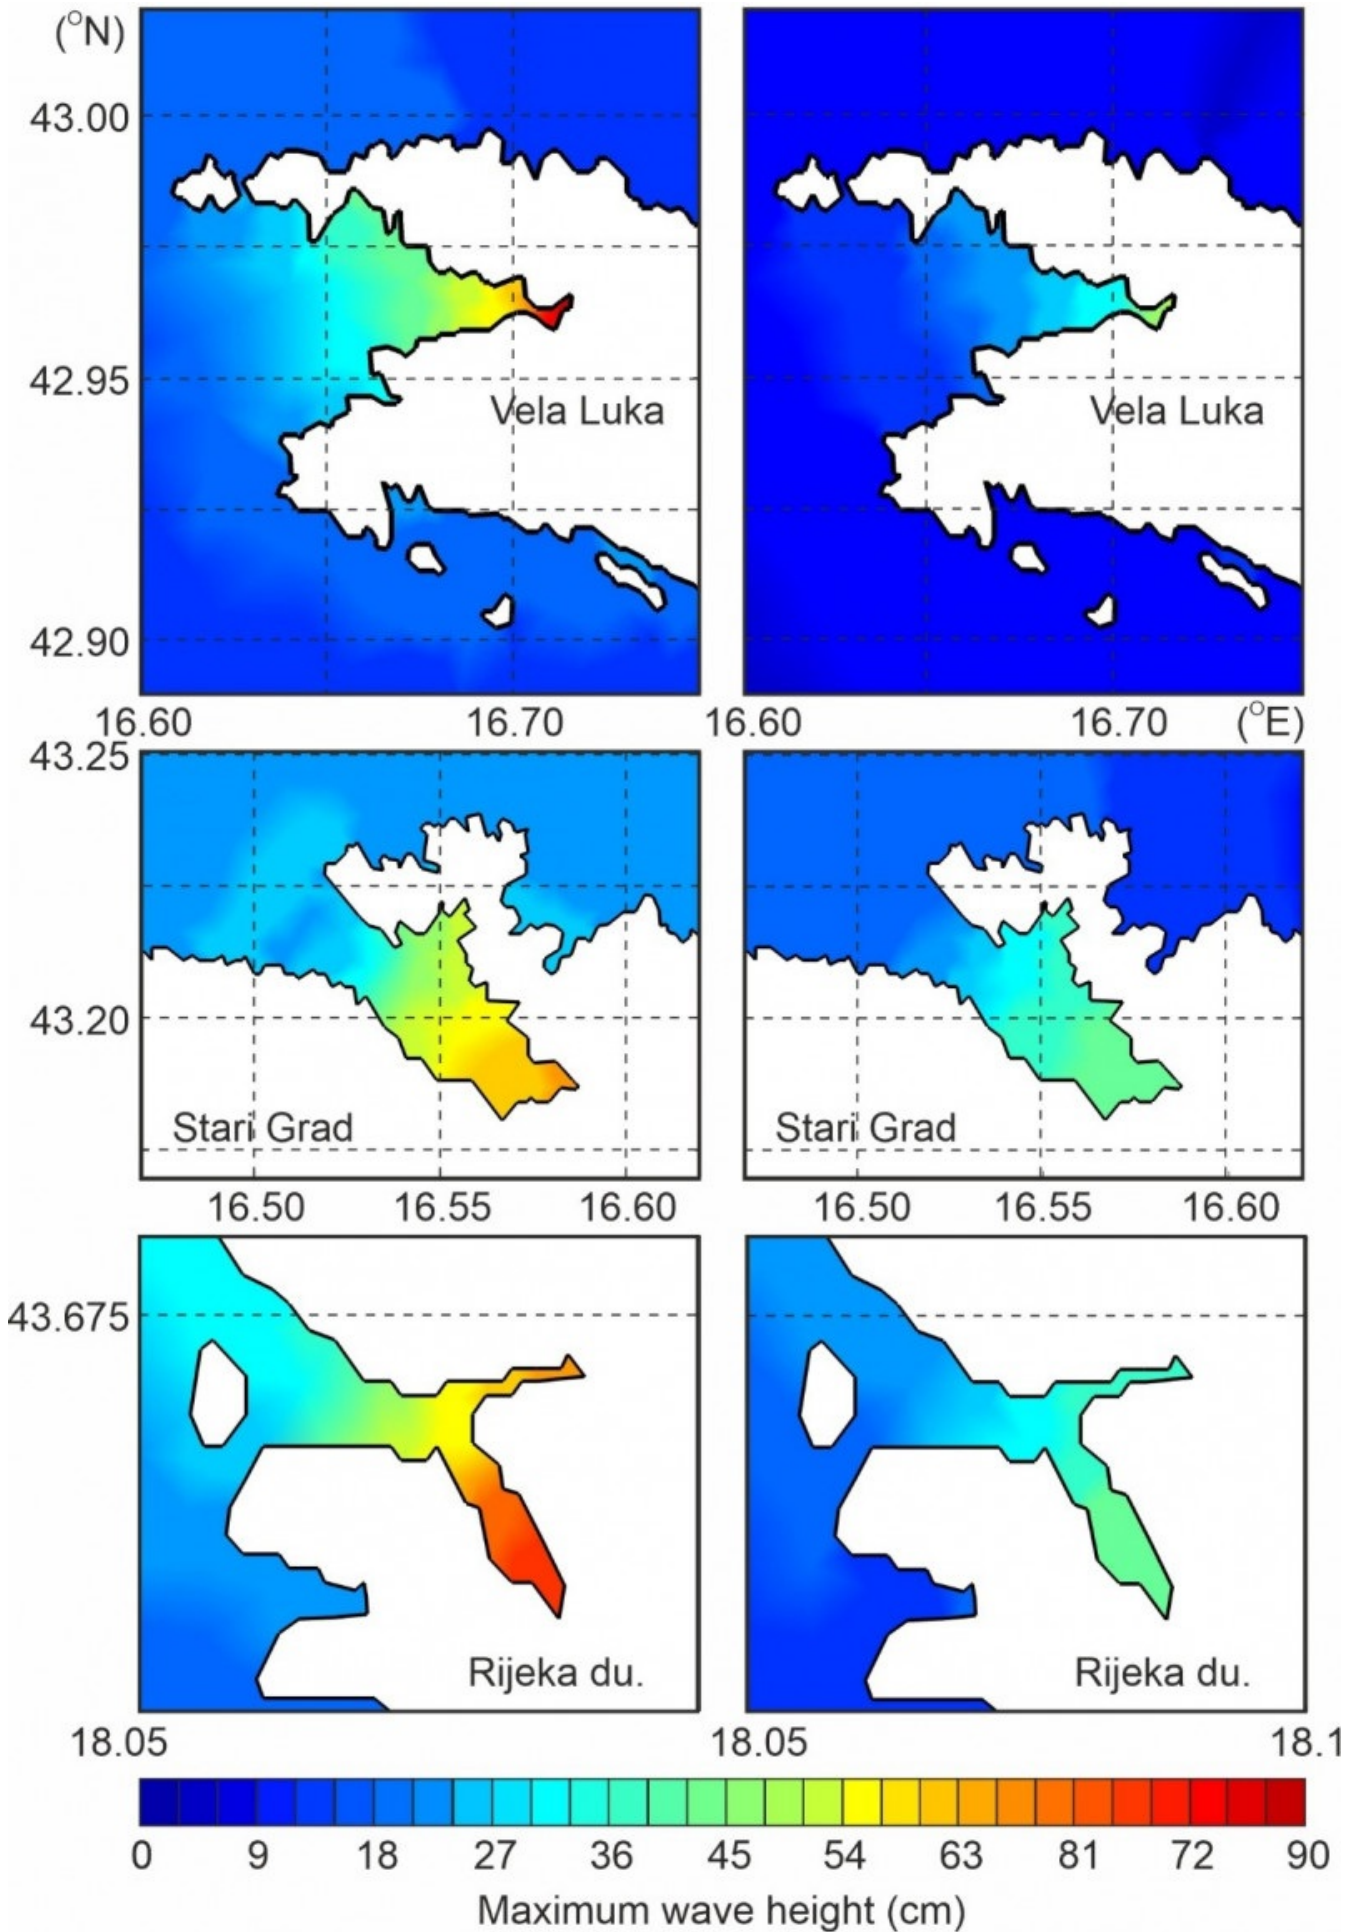 (°N)
43.00
42.95
Vela Luka
Vela Luka
42.90
16.60
16.70
16.60
16.70
(°E)
43.25
43.20
Stari Grad
Stari Grad
16.50
16.55
16.60
16.50
16.55
16.60
43.675
Rijeka du.
Rijeka du.
18.05
18.05
18.1
0 9 18 27 36 45 54 63 81 72 90
Maximum wave height (cm)